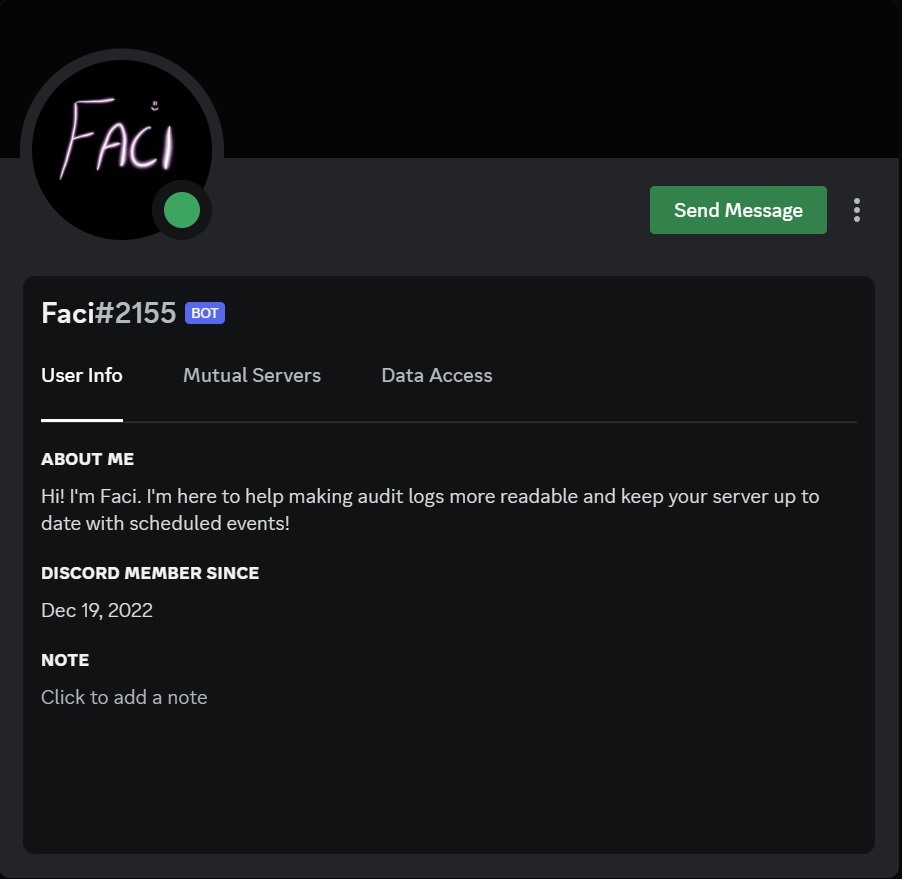 FACI
Send Message
Faci#2155 BOT
User Info Mutual Servers Data Access
ABOUT ME
Hi! I'm Faci. I'm here to help making audit logs more readable and keep your server up to
date with scheduled events!
DISCORD MEMBER SINCE
Dec 19, 2022
NOTE
Click to add a note